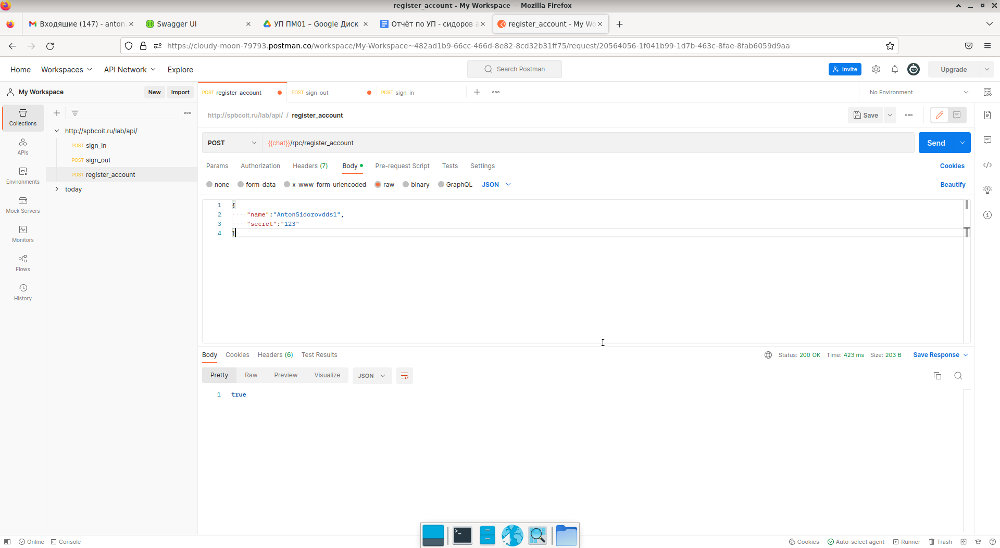 register_account - My Workspace — Mozilla Firefox
Входящие (147) - anton.
Swagger UI
УП ПМ01 – Google Диск
Отчёт по УП - сидоров а
register_account - My Wo
https://cloudy-moon-79793.postman.co/workspace/My-Workspace~482ad1b9-66cc-466d-8e82-8cd32b31ff75/request/20564056-1f041b99-1d7b-463c-8fae-8fab6059d9aa
Home
Workspaces
API Network
Explore
Search Postman
Invite
Upgrade
My Workspace
New
Import
POST register_account
POST sign_out
POST sign_in
No Environment
Collections
APIs
Environments
Mock Servers
Monitors
Flows
History
http://spbcoit.ru/lab/api/
POST sign_in
POST sign_out
POST register_account
today
http://spbcoit.ru/lab/api/ / register_account
Save
POST
{{chat}}/rpc/register_account
Send
Params
Authorization
Headers (7)
Body
Pre-request Script
Tests
Settings
Cookies
none
form-data
x-www-form-urlencoded
raw
binary
GraphQL
JSON
Beautify
1 {
2 "name":"AntonSidorovdds1",
3 "secret":"123"
4 }
Body
Cookies
Headers (6)
Test Results
Status: 200 OK
Time: 423 ms
Size: 203 B
Save Response
Pretty
Raw
Preview
Visualize
JSON
1 true
Online
Console
Cookies
Auto-select agent
Runner
Trash